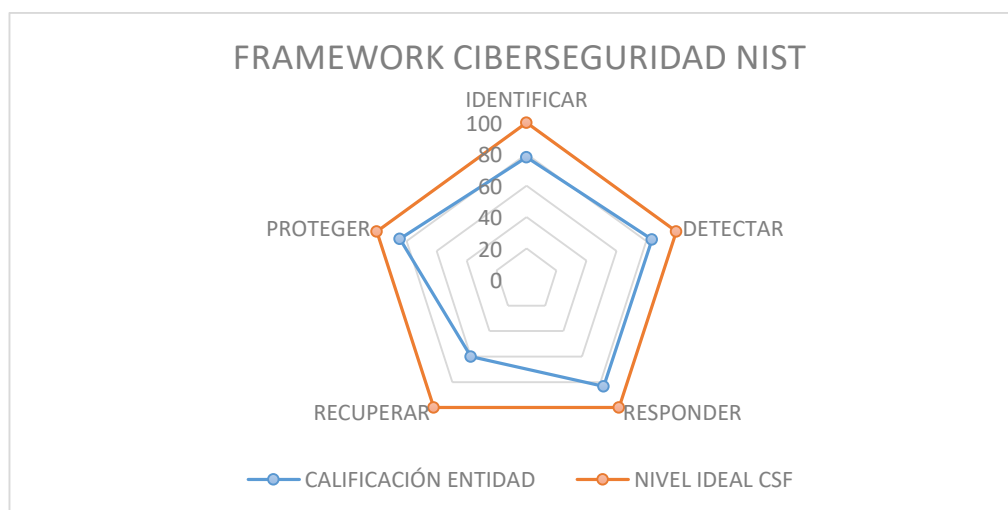 FRAMEWORK CIBERSEGURIDAD NIST
IDENTIFICAR
100
80
60
40
20
0
PROTEGER
DETECTAR
RECUPERAR
RESPONDER
CALIFICACIÓN ENTIDAD
NIVEL IDEAL CSF